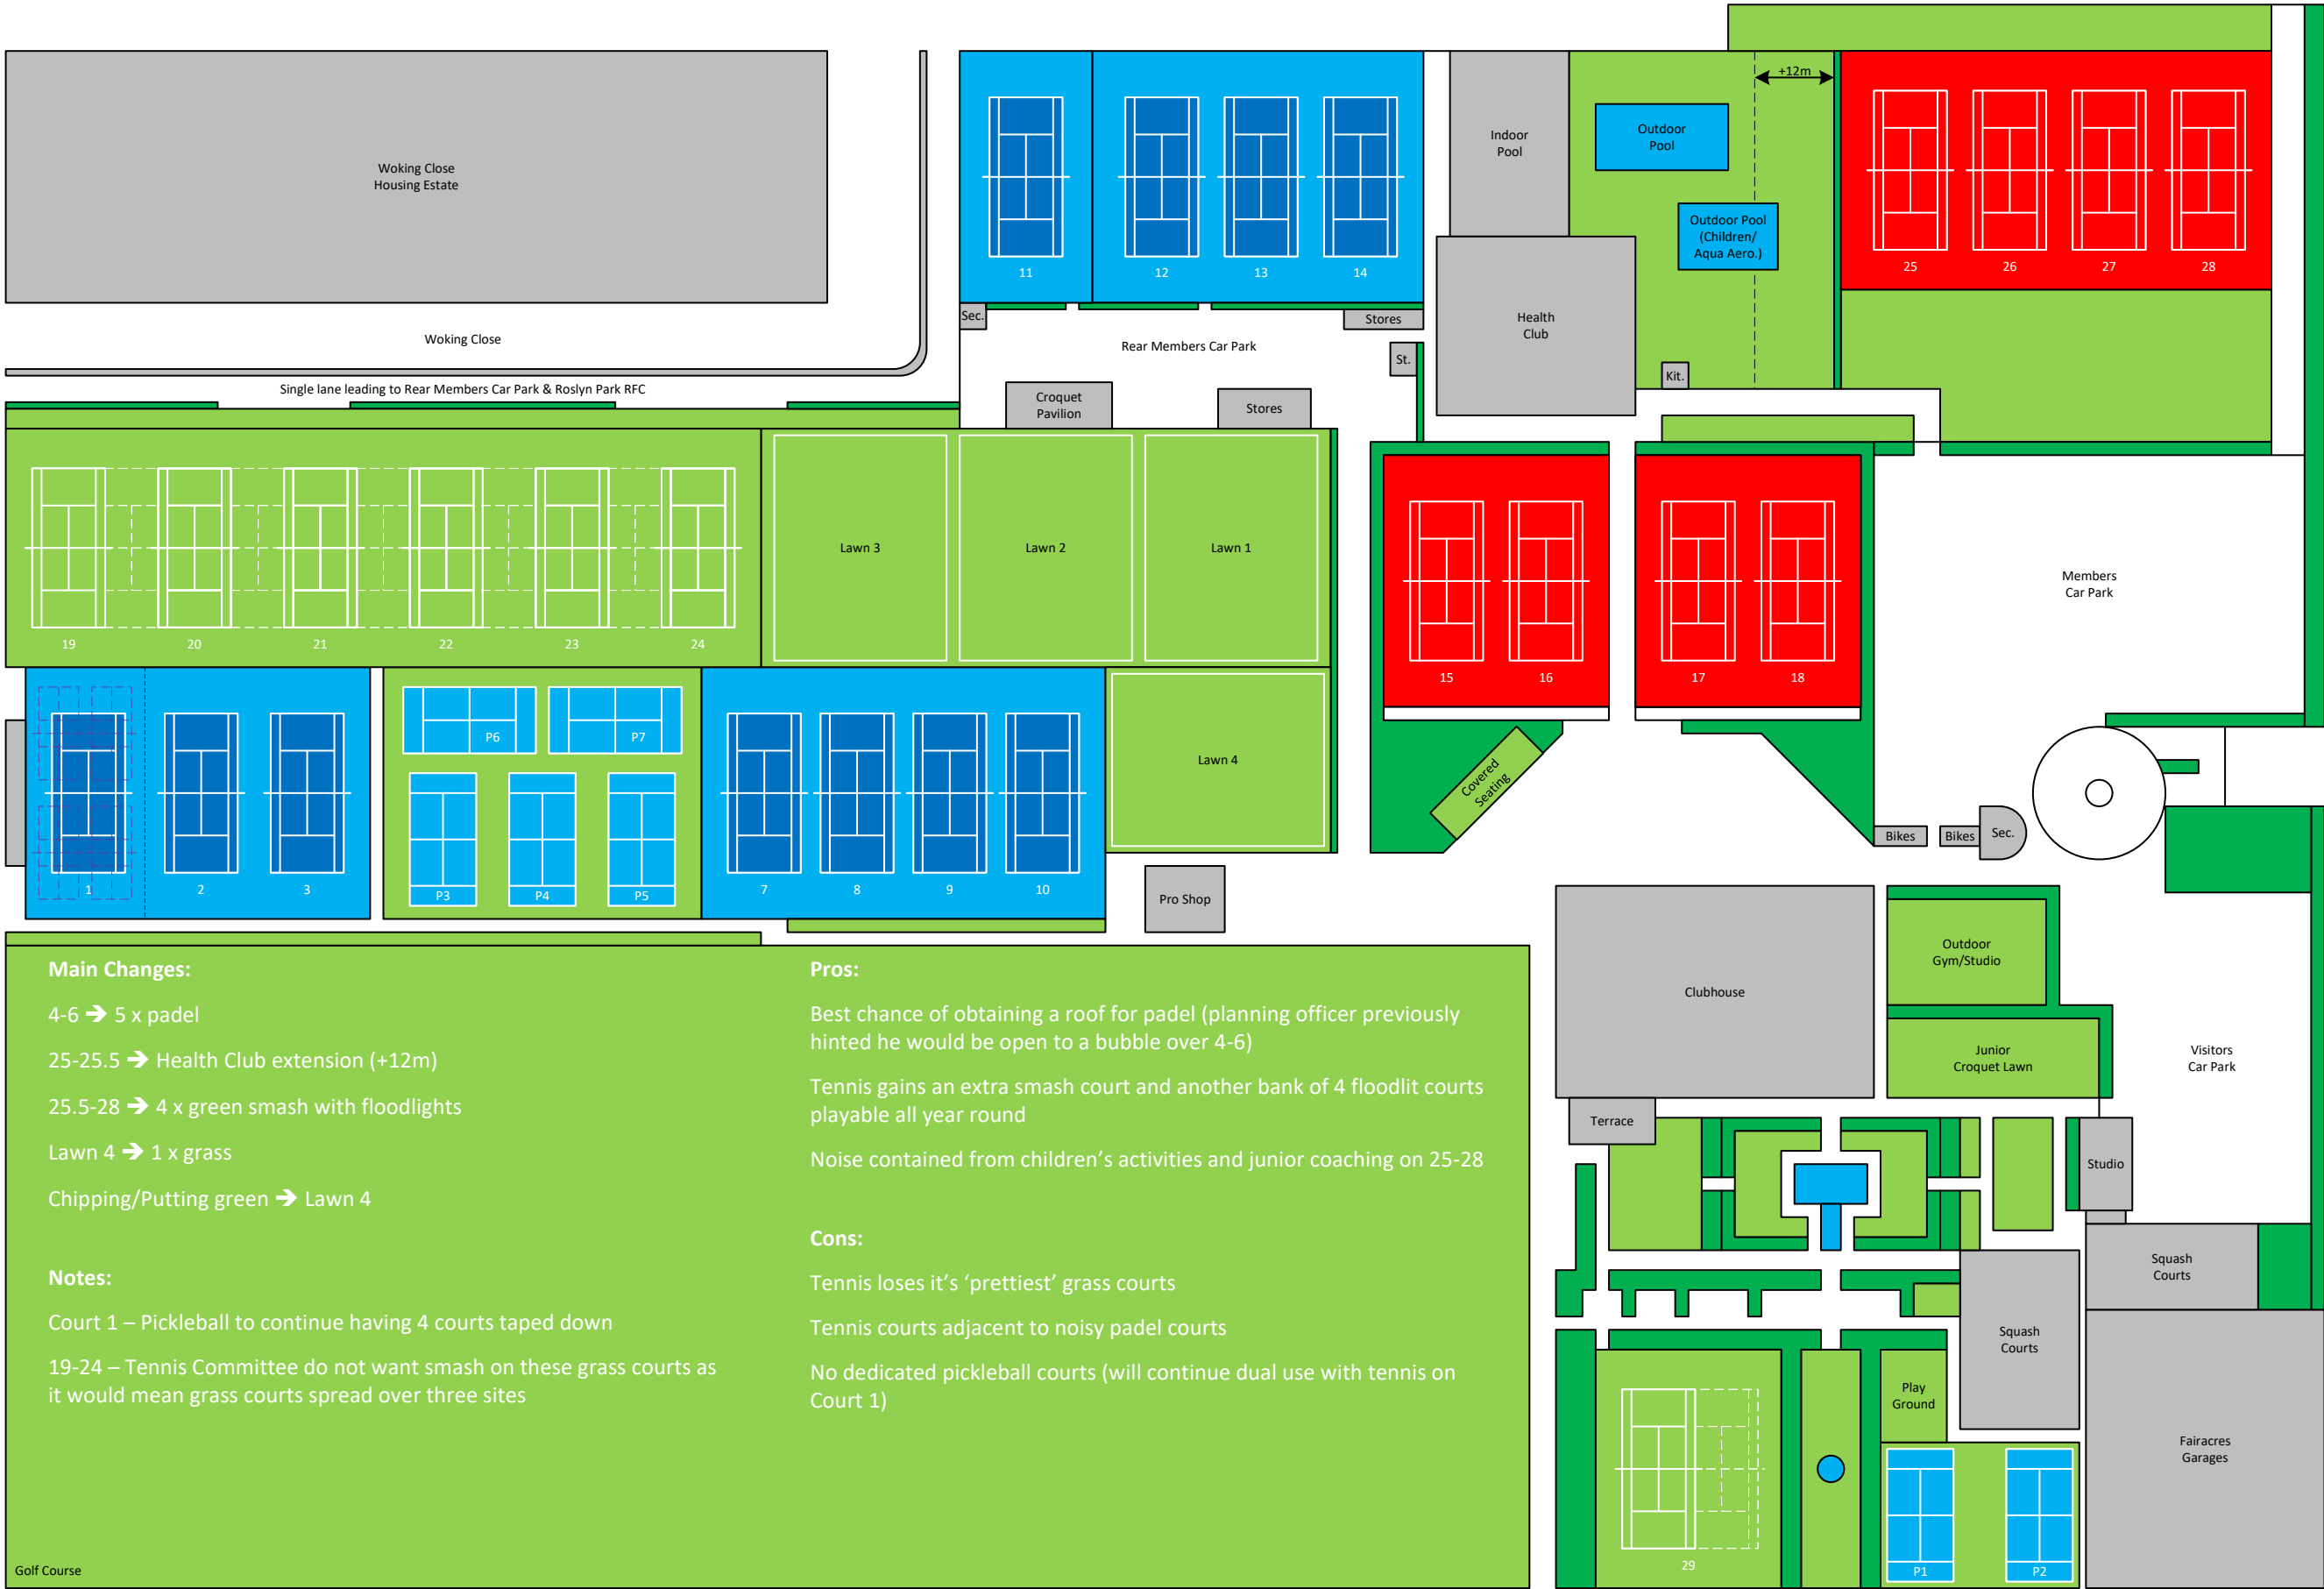 +12m
Woking Close
Housing Estate
Indoor
Pool
Outdoor
Pool
Outdoor Pool
(Children/
Aqua Aero.)
11
12
13
14
25
26
27
28
Sec.
Stores
Health
Club
Woking Close
Rear Members Car Park
St.
Kit.
Single lane leading to Rear Members Car Park & Roslyn Park RFC
Croquet
Pavilion
Stores
Lawn 3
Lawn 2
Lawn 1
Members
Car Park
19
20
21
22
23
24
15
16
17
18
P6
P7
Lawn 4
Covered
Seating
Bikes
Bikes
Sec.
1
2
3
P3
P4
P5
7
8
9
10
Pro Shop
Clubhouse
Outdoor
Gym/Studio
Junior
Croquet Lawn
Visitors
Car Park
Terrace
Studio
Squash
Courts
Squash
Courts
Play
Ground
Fairacres
Garages
29
P1
P2
Main Changes:
4-6 ➔ 5 x padel
25-25.5 ➔ Health Club extension (+12m)
25.5-28 ➔ 4 x green smash with floodlights
Lawn 4 ➔ 1 x grass
Chipping/Putting green ➔ Lawn 4
Notes:
Court 1 – Pickleball to continue having 4 courts taped down
19-24 – Tennis Committee do not want smash on these grass courts as
it would mean grass courts spread over three sites
Pros:
Best chance of obtaining a roof for padel (planning officer previously
hinted he would be open to a bubble over 4-6)
Tennis gains an extra smash court and another bank of 4 floodlit courts
playable all year round
Noise contained from children's activities and junior coaching on 25-28
Cons:
Tennis loses it's 'prettiest' grass courts
Tennis courts adjacent to noisy padel courts
No dedicated pickleball courts (will continue dual use with tennis on
Court 1)
Golf Course